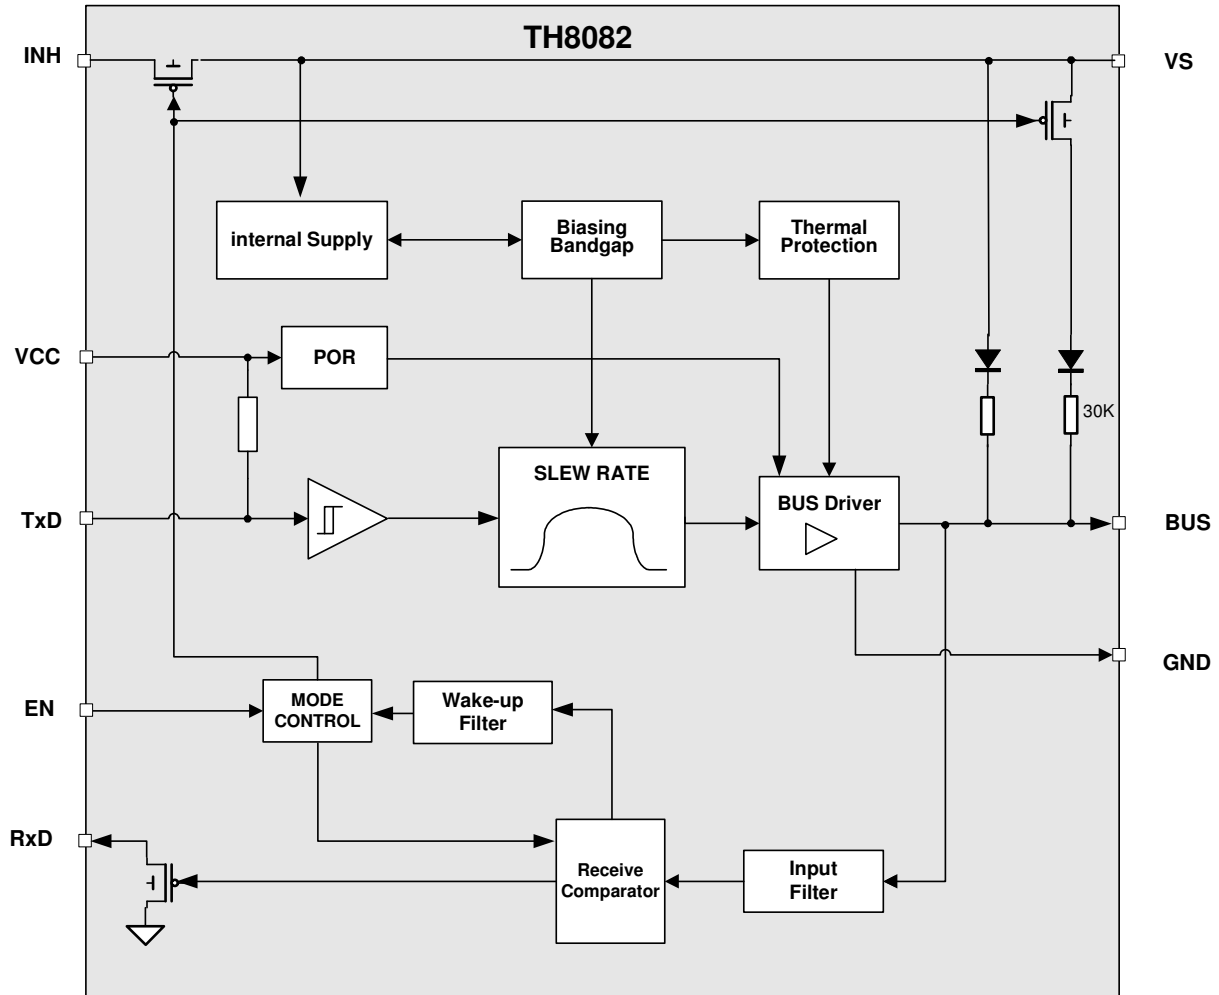 TH8082
INH
VS
internal Supply
Biasing
Bandgap
Thermal
Protection
VCC
POR
30K
SLEW RATE
BUS Driver
TxD
BUS
GND
EN
MODE
CONTROL
Wake-up
Filter
RxD
Receive
Comparator
Input
Filter